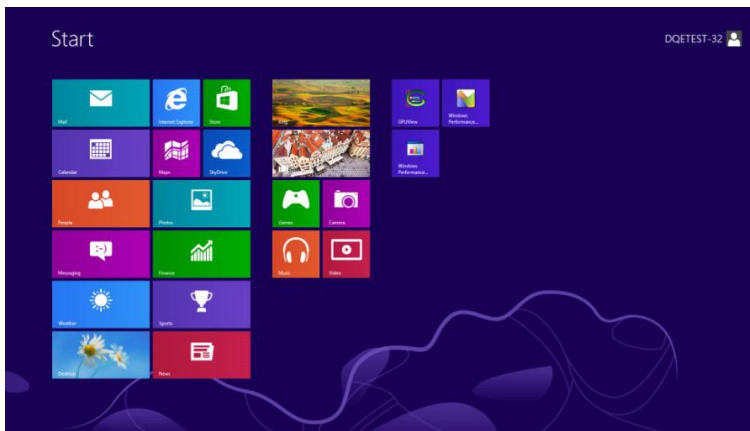 Start
DQETEST-32
Mail
Internet Explorer
Store
Calendar
Maps
SkyDrive
People
Photos
Messaging
Finance
Weather
Sports
Desktop
News
Games
Camera
Music
Video
GPUView
Windows
Performance...
Windows
Performance...